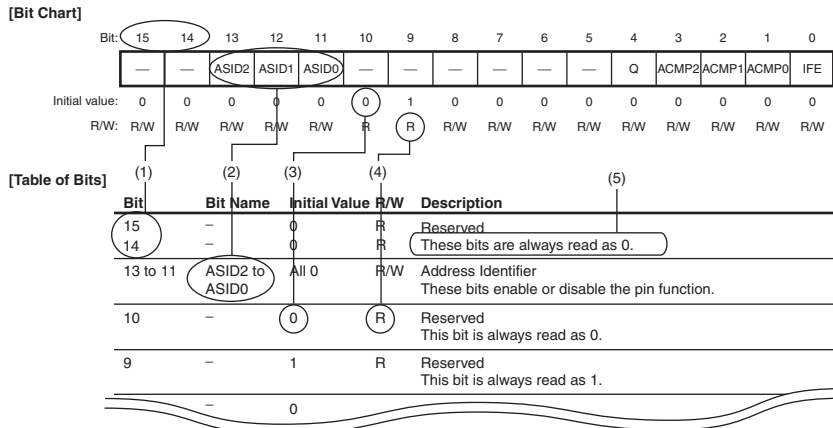 [Bit Chart]
Bit: 15 14 13 12 11 10 9 8 7 6 5 4 3 2 1 0
— — ASID2 ASID1 ASID0 — — — — — — Q ACMP2 ACMP1 ACMP0 IFE
Initial value: 0 0 0 0 0 0 1 0 0 0 0 0 0 0 0 0
R/W: R/W R/W R/W R/W R/W R R R/W R/W R/W R/W R/W R/W R/W R/W R/W
(1) (2) (3) (4) (5)
[Table of Bits]
Bit Bit Name Initial Value R/W Description
15 – 0 R Reserved
14 – 0 R These bits are always read as 0.
13 to 11 ASID2 to All 0 R/W Address Identifier
ASID0 These bits enable or disable the pin function.
10 – 0 R Reserved
This bit is always read as 0.
9 – 1 R Reserved
This bit is always read as 1.
– 0